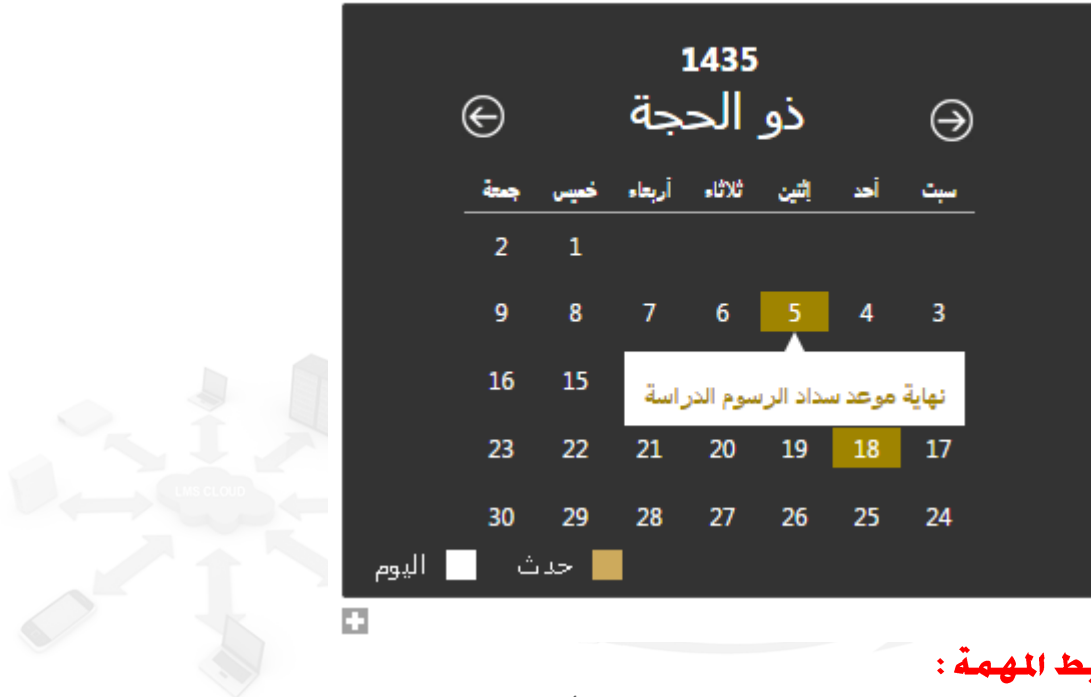 1435
ذو الحجة
سبت أحد إثنين ثلاثاء أربعاء خميس جمعة
1 2
3 4 5 6 7 8 9
نهاية موعد سداد الرسوم الدراسة
15 16
17 18 19 20 21 22 23
24 25 26 27 28 29 30
حدث اليوم
LMS CLOUD
المهمة :